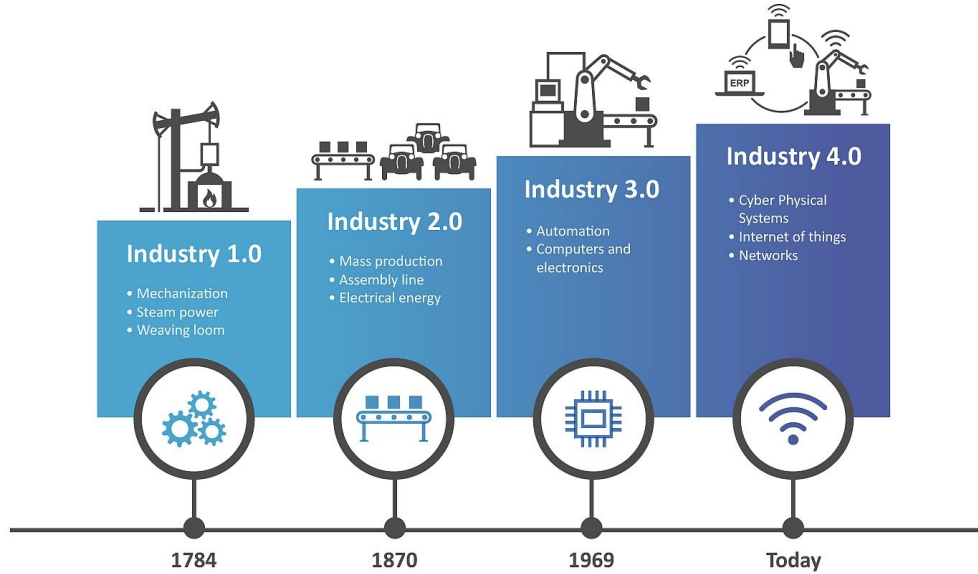 ERP
Industry 1.0
• Mechanization
• Steam power
• Weaving loom
Industry 2.0
• Mass production
• Assembly line
• Electrical energy
Industry 3.0
• Automation
• Computers and
electronics
Industry 4.0
• Cyber Physical
Systems
• Internet of things
• Networks
1784
1870
1969
Today